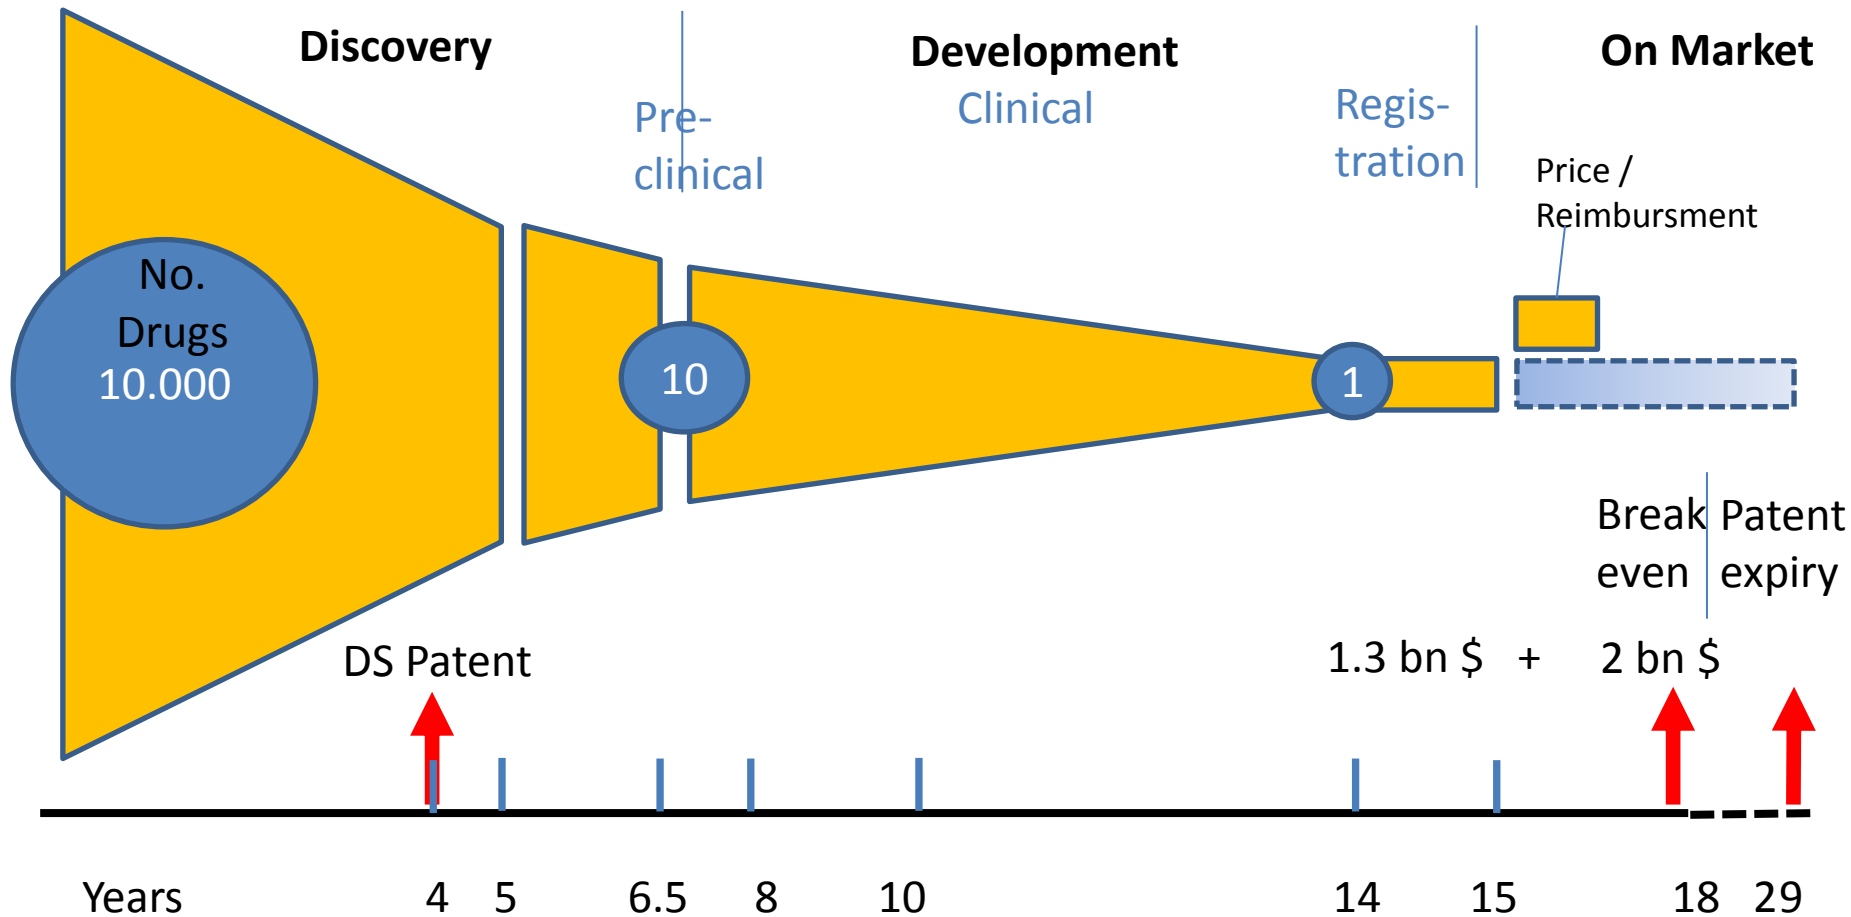 Discovery
Development
On Market
Pre-
clinical
Clinical
Regis-
tration
Price /
Reimbursment
No.
Drugs
10.000
10
1
Break
even
Patent
expiry
DS Patent
1.3 bn $ + 2 bn $
Years 4 5 6.5 8 10 14 15 18 29